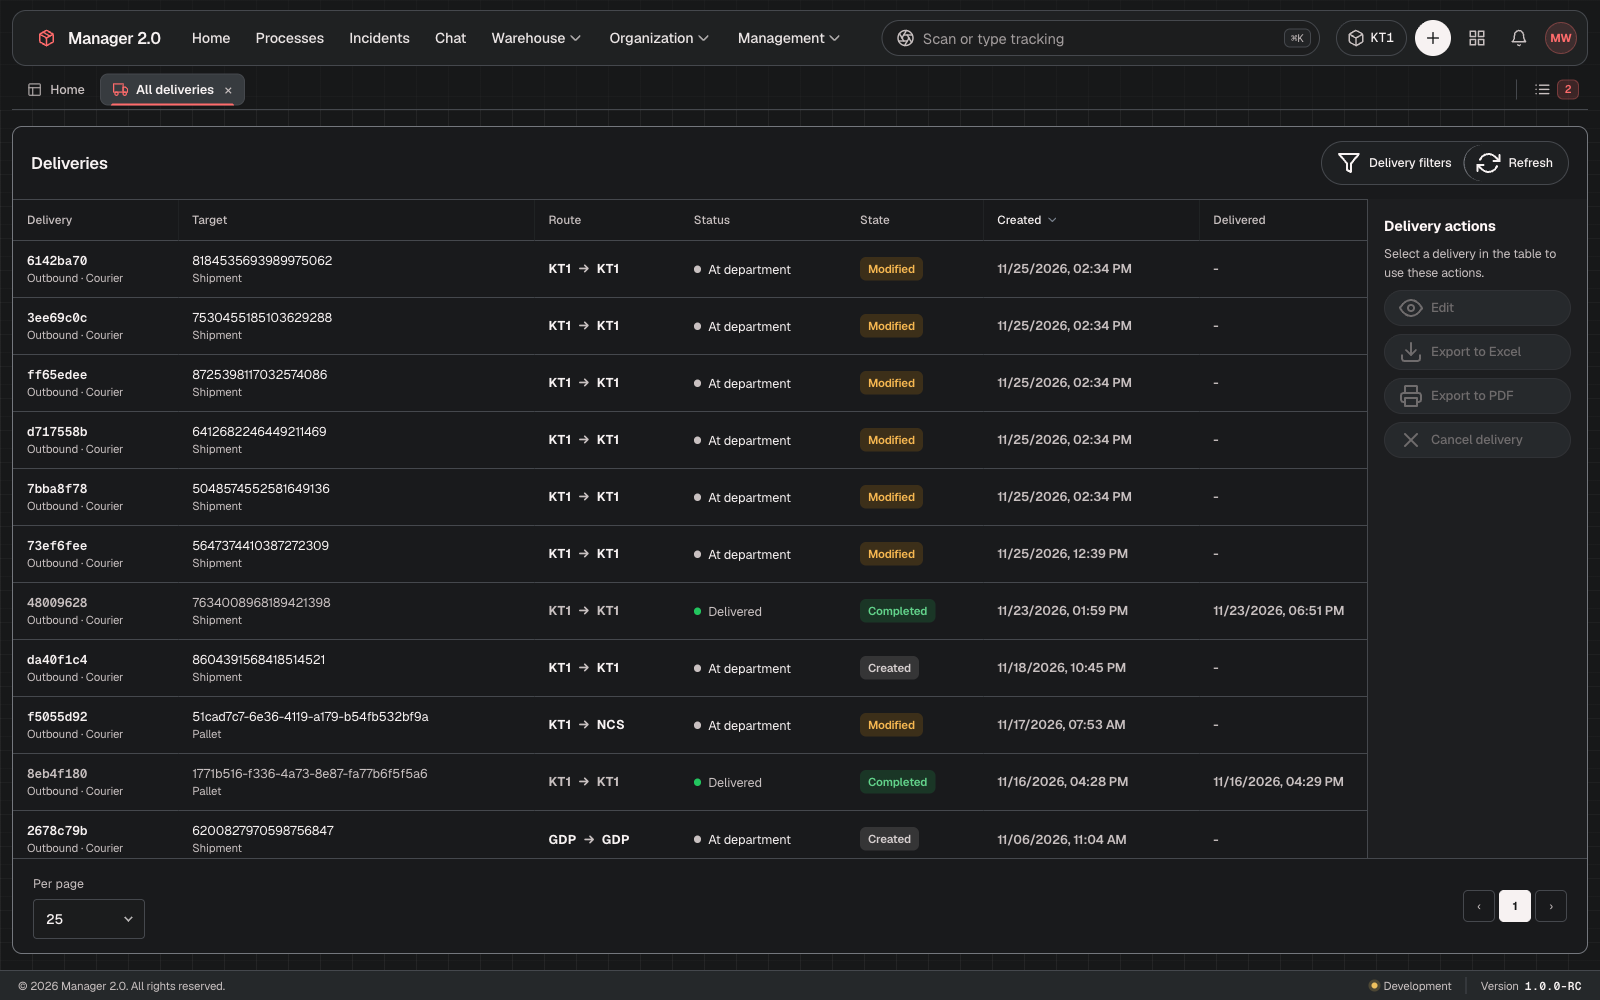 Manager 2.0
Home
Processes
Incidents
Chat
Warehouse
Organization
Management
Scan or type tracking
⌘K
KT1
MW
Home
All deliveries
2
Deliveries
Delivery filters
Refresh
Delivery Target Route Status State Created Delivered
6142ba70 8184535693989975062 KT1 → KT1 At department Modified 11/25/2026, 02:34 PM -
Outbound · Courier Shipment
3ee69c0c 7530455185103629288 KT1 → KT1 At department Modified 11/25/2026, 02:34 PM -
Outbound · Courier Shipment
ff65edee 8725398117032574086 KT1 → KT1 At department Modified 11/25/2026, 02:34 PM -
Outbound · Courier Shipment
d717558b 6412682246449211469 KT1 → KT1 At department Modified 11/25/2026, 02:34 PM -
Outbound · Courier Shipment
7bba8f78 5048574552581649136 KT1 → KT1 At department Modified 11/25/2026, 02:34 PM -
Outbound · Courier Shipment
73ef6fee 5647374410387272309 KT1 → KT1 At department Modified 11/25/2026, 12:39 PM -
Outbound · Courier Shipment
48009628 7634008968189421398 KT1 → KT1 Delivered Completed 11/23/2026, 01:59 PM 11/23/2026, 06:51 PM
Outbound · Courier Shipment
da40f1c4 8604391568418514521 KT1 → KT1 At department Created 11/18/2026, 10:45 PM -
Outbound · Courier Shipment
f5055d92 51cad7c7-6e36-4119-a179-b54fb532bf9a KT1 → NCS At department Modified 11/17/2026, 07:53 AM -
Outbound · Courier Pallet
8eb4f180 1771b516-f336-4a73-8e87-fa77b6f5f5a6 KT1 → KT1 Delivered Completed 11/16/2026, 04:28 PM 11/16/2026, 04:29 PM
Outbound · Courier Pallet
2678c79b 6200827970598756847 GDP → GDP At department Created 11/06/2026, 11:04 AM -
Outbound · Courier Shipment
Delivery actions
Select a delivery in the table to
use these actions.
Edit
Export to Excel
Export to PDF
Cancel delivery
Per page
25
‹ 1 ›
© 2026 Manager 2.0. All rights reserved.
Development
Version 1.0.0-RC